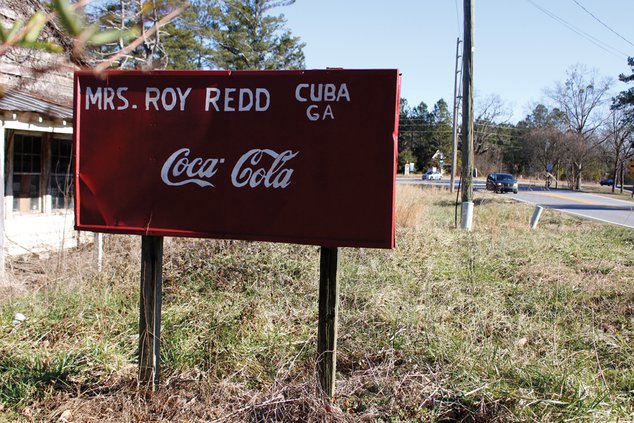 MRS. ROY REDD CUBA
GA
Coca-Cola